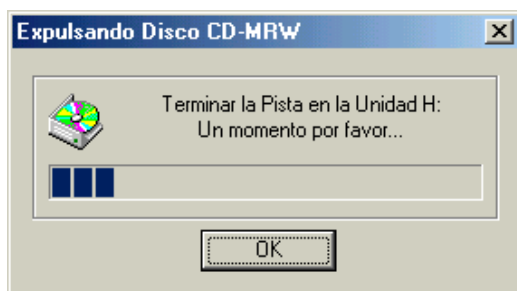 Expulsando Disco CD-MRW
Terminar la Pista en la Unidad H:
Un momento por favor...
OK